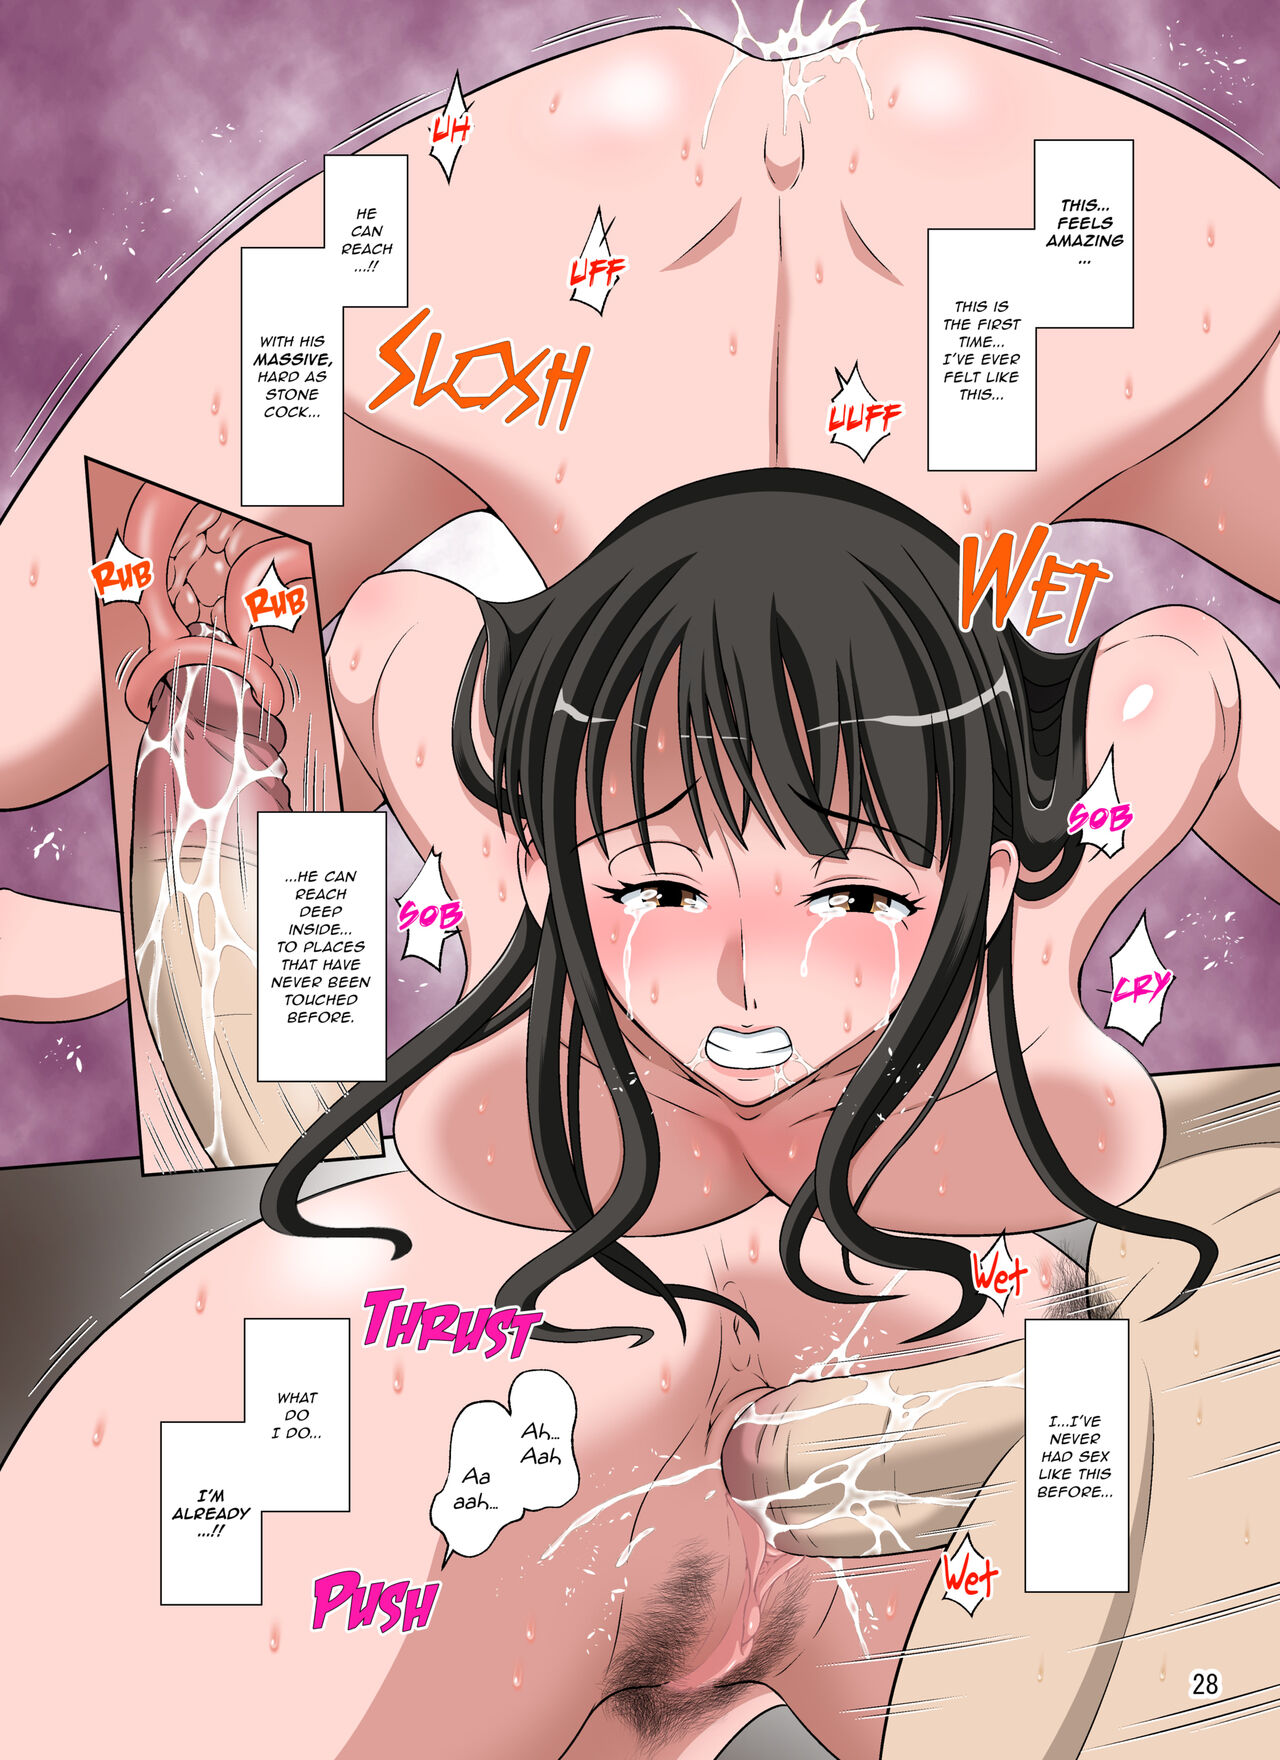 THIS...
FEELS
AMAZING
...
THIS IS
THE FIRST
TIME...
I'VE EVER
FELT LIKE
THIS...
UH
UFF
UUFF
HE
CAN
REACH
...!!
WITH HIS
MASSIVE,
HARD AS
STONE
COCK...
SLOSH
WET
RUB
RUB
SOB
SOB
CRY
...HE CAN
REACH
DEEP
INSIDE...
TO PLACES
THAT HAVE
NEVER BEEN
TOUCHED
BEFORE.
Wet
THRUST
I...I'VE
NEVER
HAD SEX
LIKE THIS
BEFORE...
Ah...
Aah
Aa
aah...
WHAT
DO
I DO...
I'M
ALREADY
...!!
PUSH
Wet
28